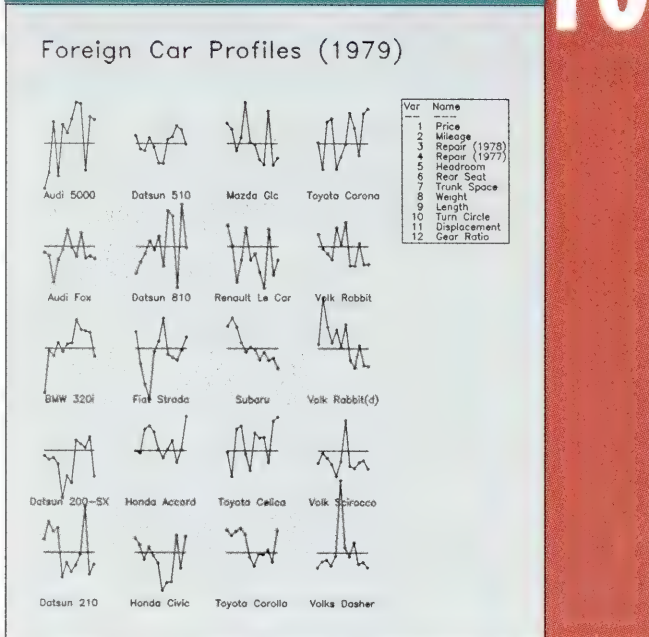 10
Foreign Car Profiles (1979)
Var Name
1 Price
2 Mileage
3 Repair (1978)
4 Repair (1977)
5 Headroom
6 Rear Seat
7 Trunk Space
8 Weight
9 Length
10 Turn Circle
11 Displacement
12 Gear Ratio
Audi 5000 Datsun 510 Mazda Glc Toyota Corona
Audi Fox Datsun 810 Renault Le Car Volk Rabbit
BMW 320i Fiat Strada Subaru Volk Rabbit(d)
Datsun 200-SX Honda Accord Toyota Celica Volk Scirocco
Datsun 210 Honda Civic Toyota Corolla Volks Dasher